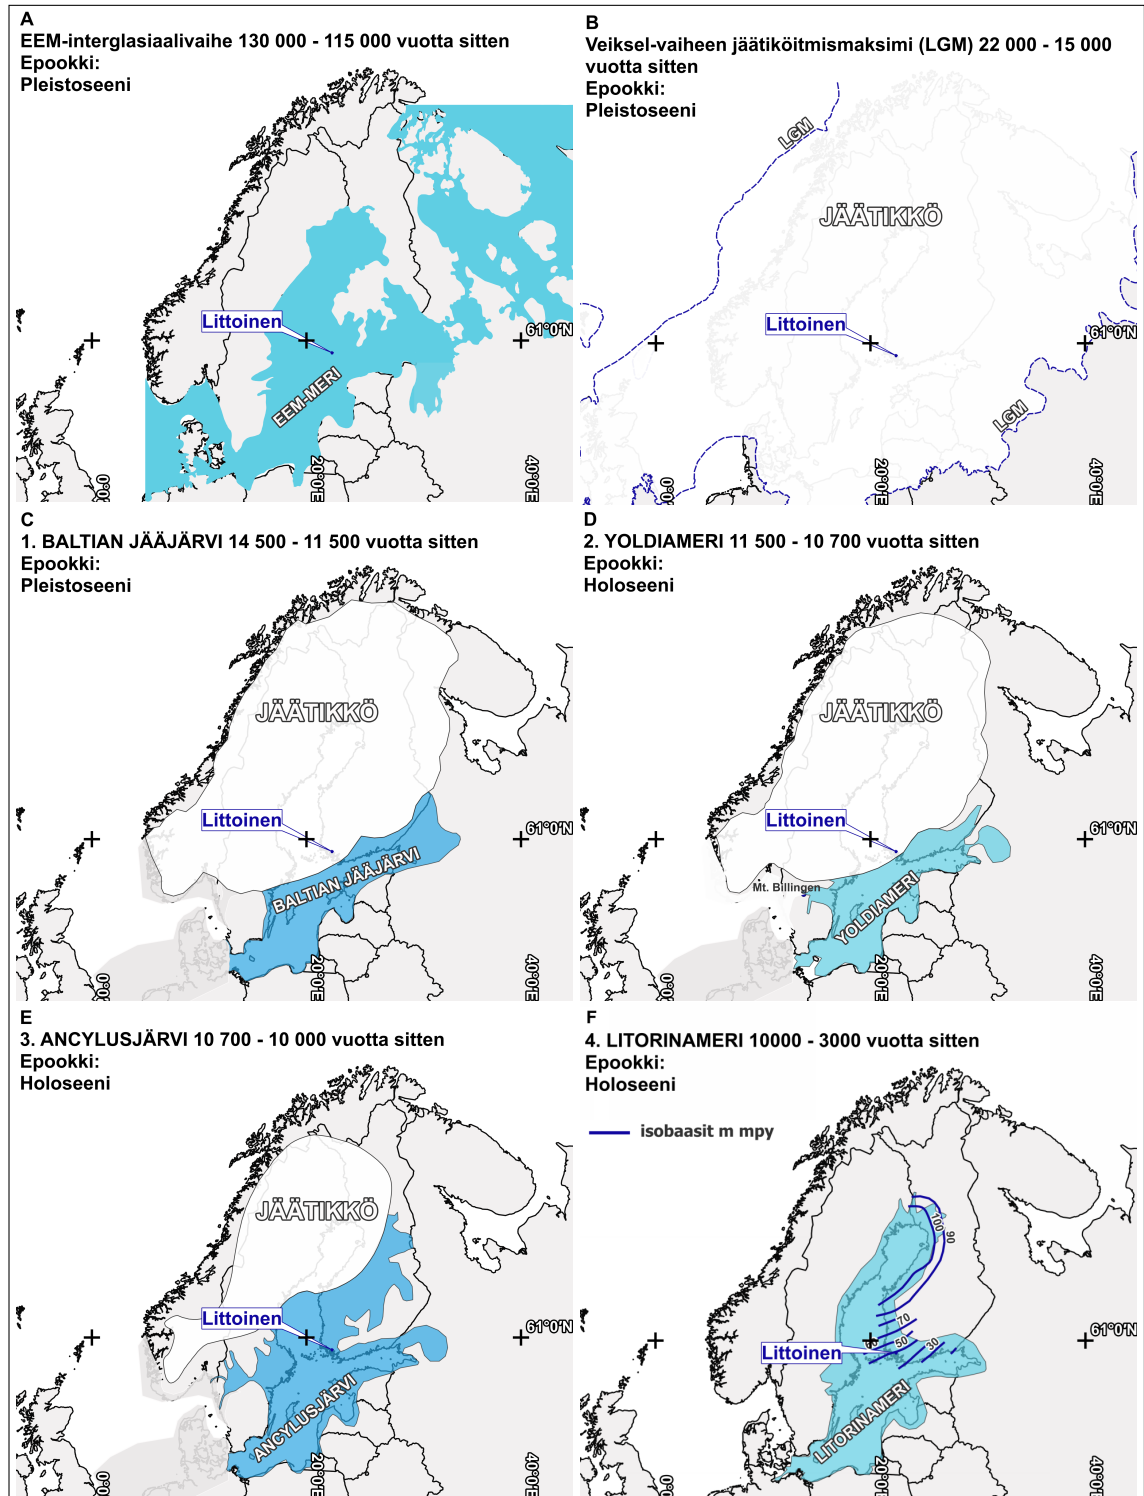 A
EEM-interglasiaalivaihe 130 000 - 115 000 vuotta sitten
Epookki:
Pleistoseeni
Littoinen
61°0'N
EEM-MERI
0°0
20°0'E
40°0'E
B
Veiksel-vaiheen jäätiköitmismaksimi (LGM) 22 000 - 15 000
vuotta sitten
Epookki:
Pleistoseeni
LGM
JÄÄTIKKÖ
Littoinen
61°0'N
LGM
0°0
20°0'E
40°0'E
C
1. BALTIAN JÄÄJÄRVI 14 500 - 11 500 vuotta sitten
Epookki:
Pleistoseeni
JÄÄTIKKÖ
Littoinen
61°0'N
BALTIAN JÄÄJÄRVI
0°0
20°0'E
40°0'E
D
2. YOLDIAMERI 11 500 - 10 700 vuotta sitten
Epookki:
Holoseeni
JÄÄTIKKÖ
Littoinen
61°0'N
Mt. Billingen
YOLDIAMERI
0°0
20°0'E
40°0'E
E
3. ANCYLUSJÄRVI 10 700 - 10 000 vuotta sitten
Epookki:
Holoseeni
JÄÄTIKKÖ
Littoinen
61°0'N
ANCYLUSJÄRVI
0°0
20°0'E
40°0'E
F
4. LITORINAMERI 10000 - 3000 vuotta sitten
Epookki:
Holoseeni
isobaasit m mpy
100
90
70
50
30
Littoinen
61°0'N
LITORINAMERI
0°0
20°0'E
40°0'E